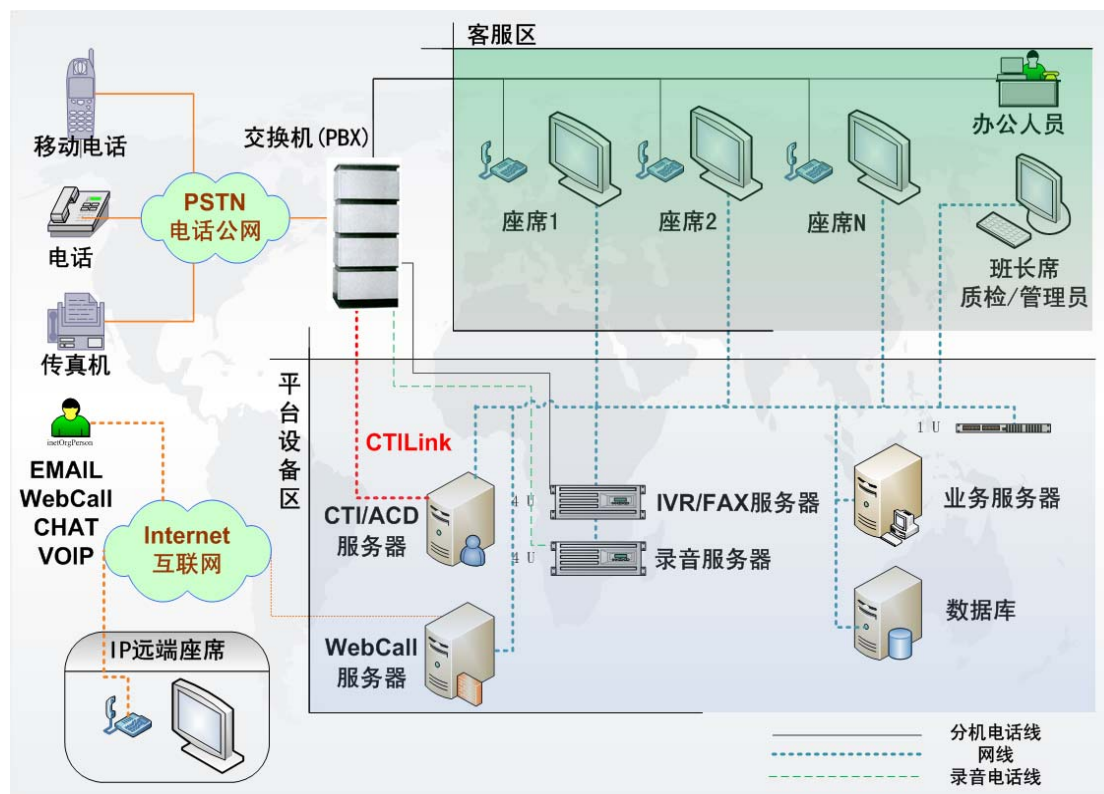 客服区
办公人员
交换机(PBX)
移动电话
PSTN
电话公网
电话
座席1
座席2
座席N
班长席
质检/管理员
传真机
平台设备区
inetOrgPerson
EMAIL
WebCall
CHAT
VOIP
CTILink
1 U
CTI/ACD
服务器
4 U
IVR/FAX服务器
业务服务器
Internet
互联网
4 U
录音服务器
数据库
IP远端座席
WebCall
服务器
分机电话线
网线
录音电话线